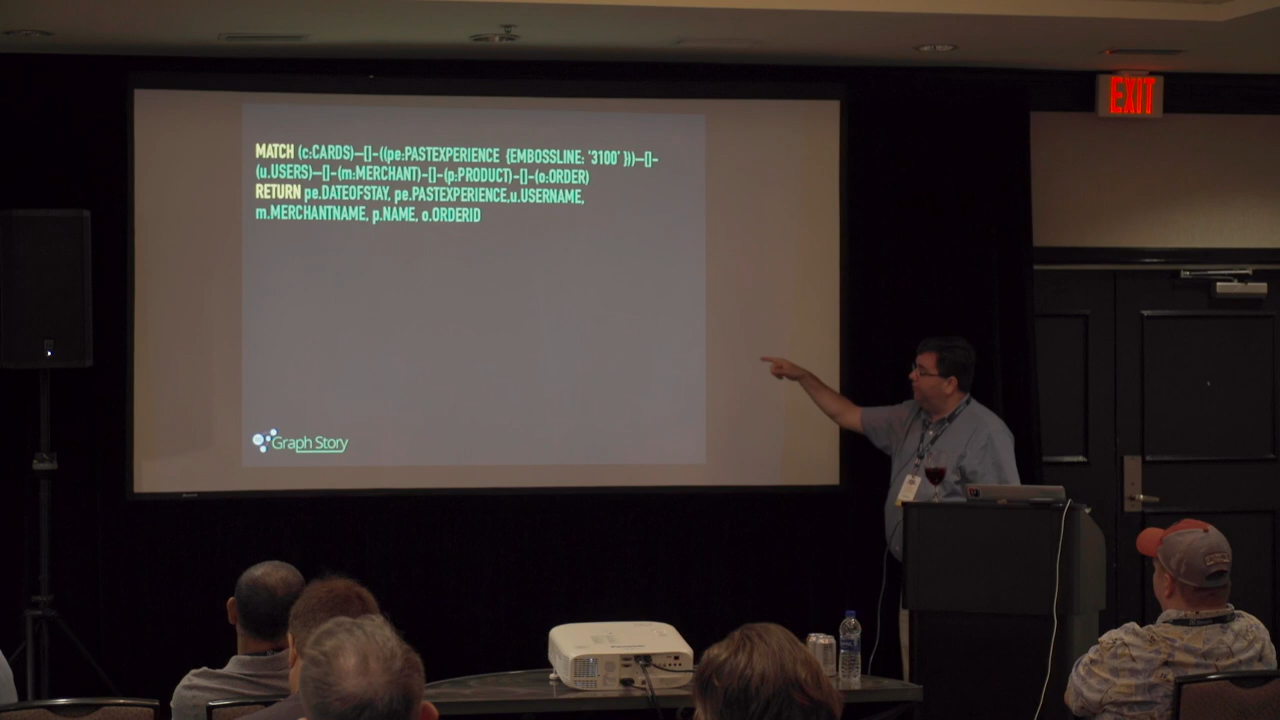 MATCH (c:CARDS)–[]-((pe:PASTEXPERIENCE {EMBOSSLINE: '3100' }))–[]-
(u.USERS)–[]-(m:MERCHANT)-[]-(p:PRODUCT)-[]-(o:ORDER)
RETURN pe.DATEOFSTAY, pe.PASTEXPERIENCE,u.USERNAME,
m.MERCHANTNAME, p.NAME, o.ORDERID
Graph Story
EXIT